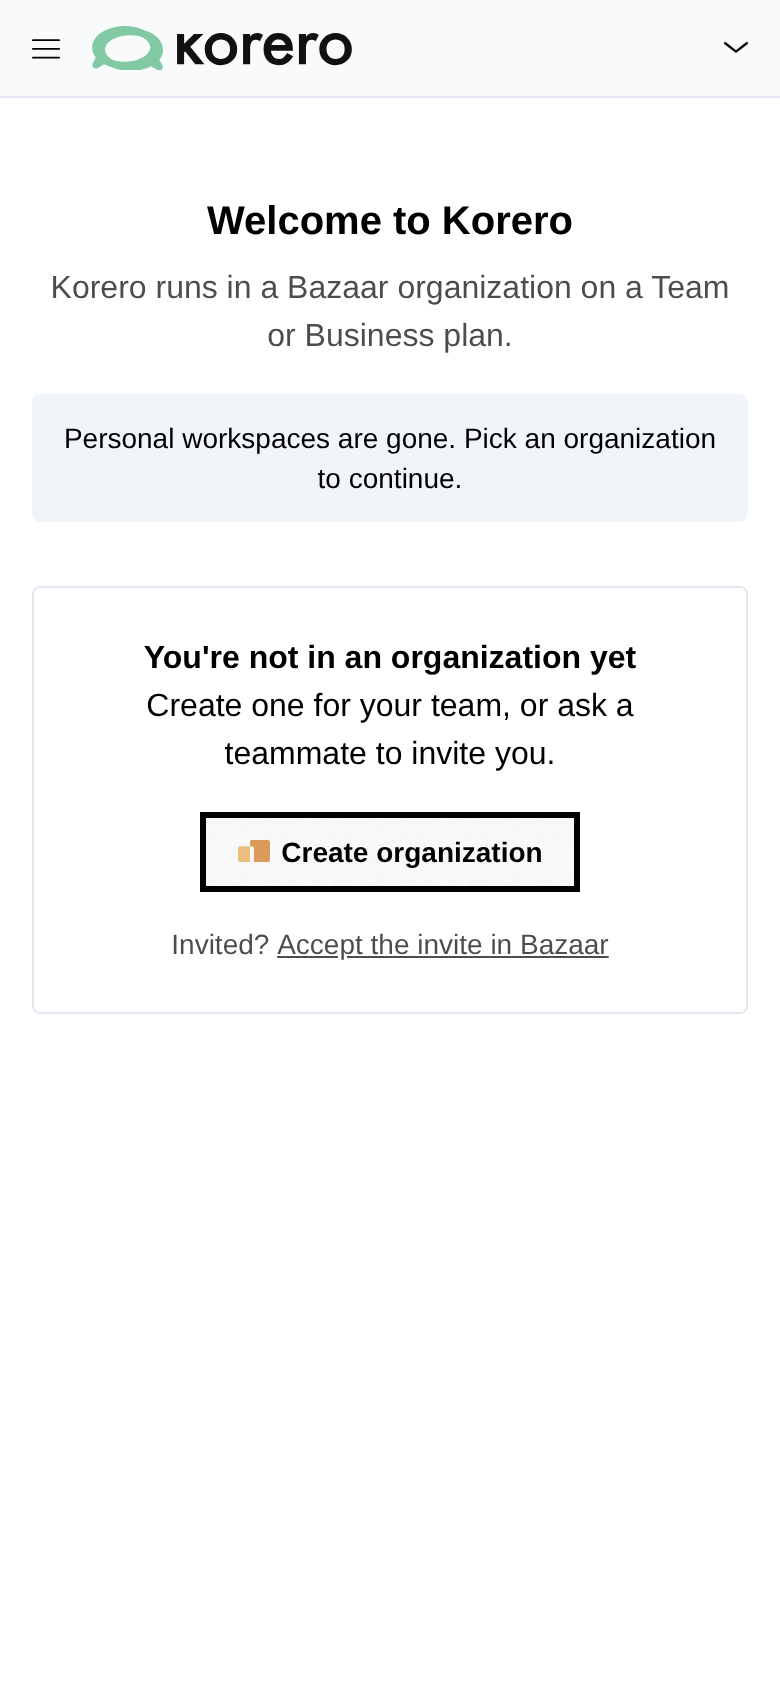 Korero
Welcome to Korero
Korero runs in a Bazaar organization on a Team
or Business plan.
Personal workspaces are gone. Pick an organization
to continue.
You're not in an organization yet
Create one for your team, or ask a
teammate to invite you.
Create organization
Invited? Accept the invite in Bazaar